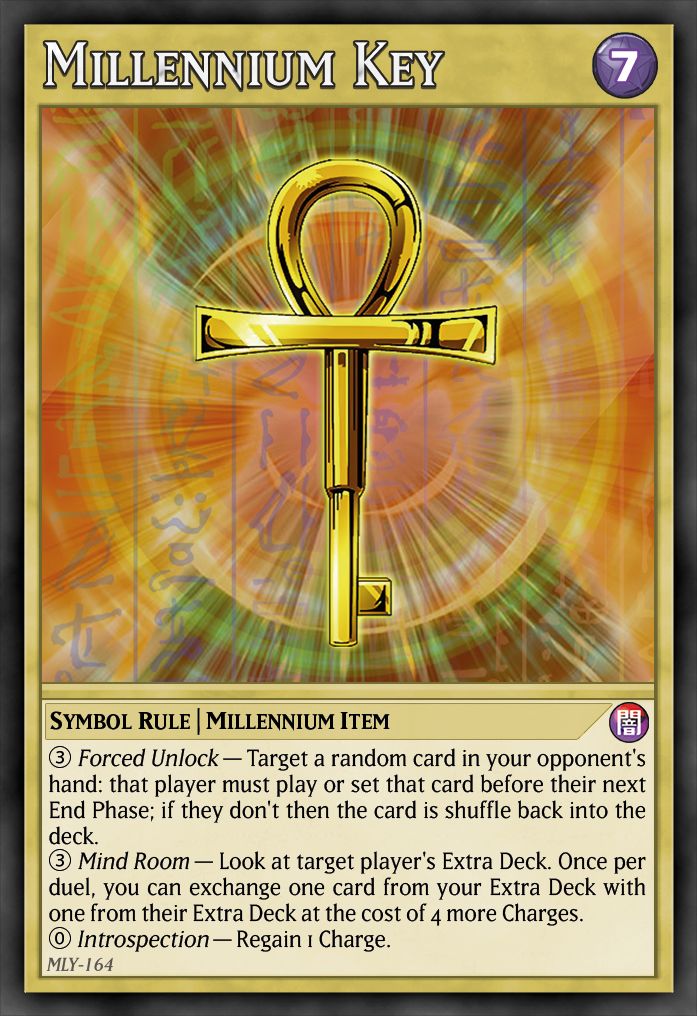 Millennium Key
7
Symbol Rule | Millennium Item
闇
③ Forced Unlock — Target a random card in your opponent's
hand: that player must play or set that card before their next
End Phase; if they don't then the card is shuffle back into the
deck.
③ Mind Room — Look at target player's Extra Deck. Once per
duel, you can exchange one card from your Extra Deck with
one from their Extra Deck at the cost of 4 more Charges.
⓪ Introspection — Regain 1 Charge.
MLY-164